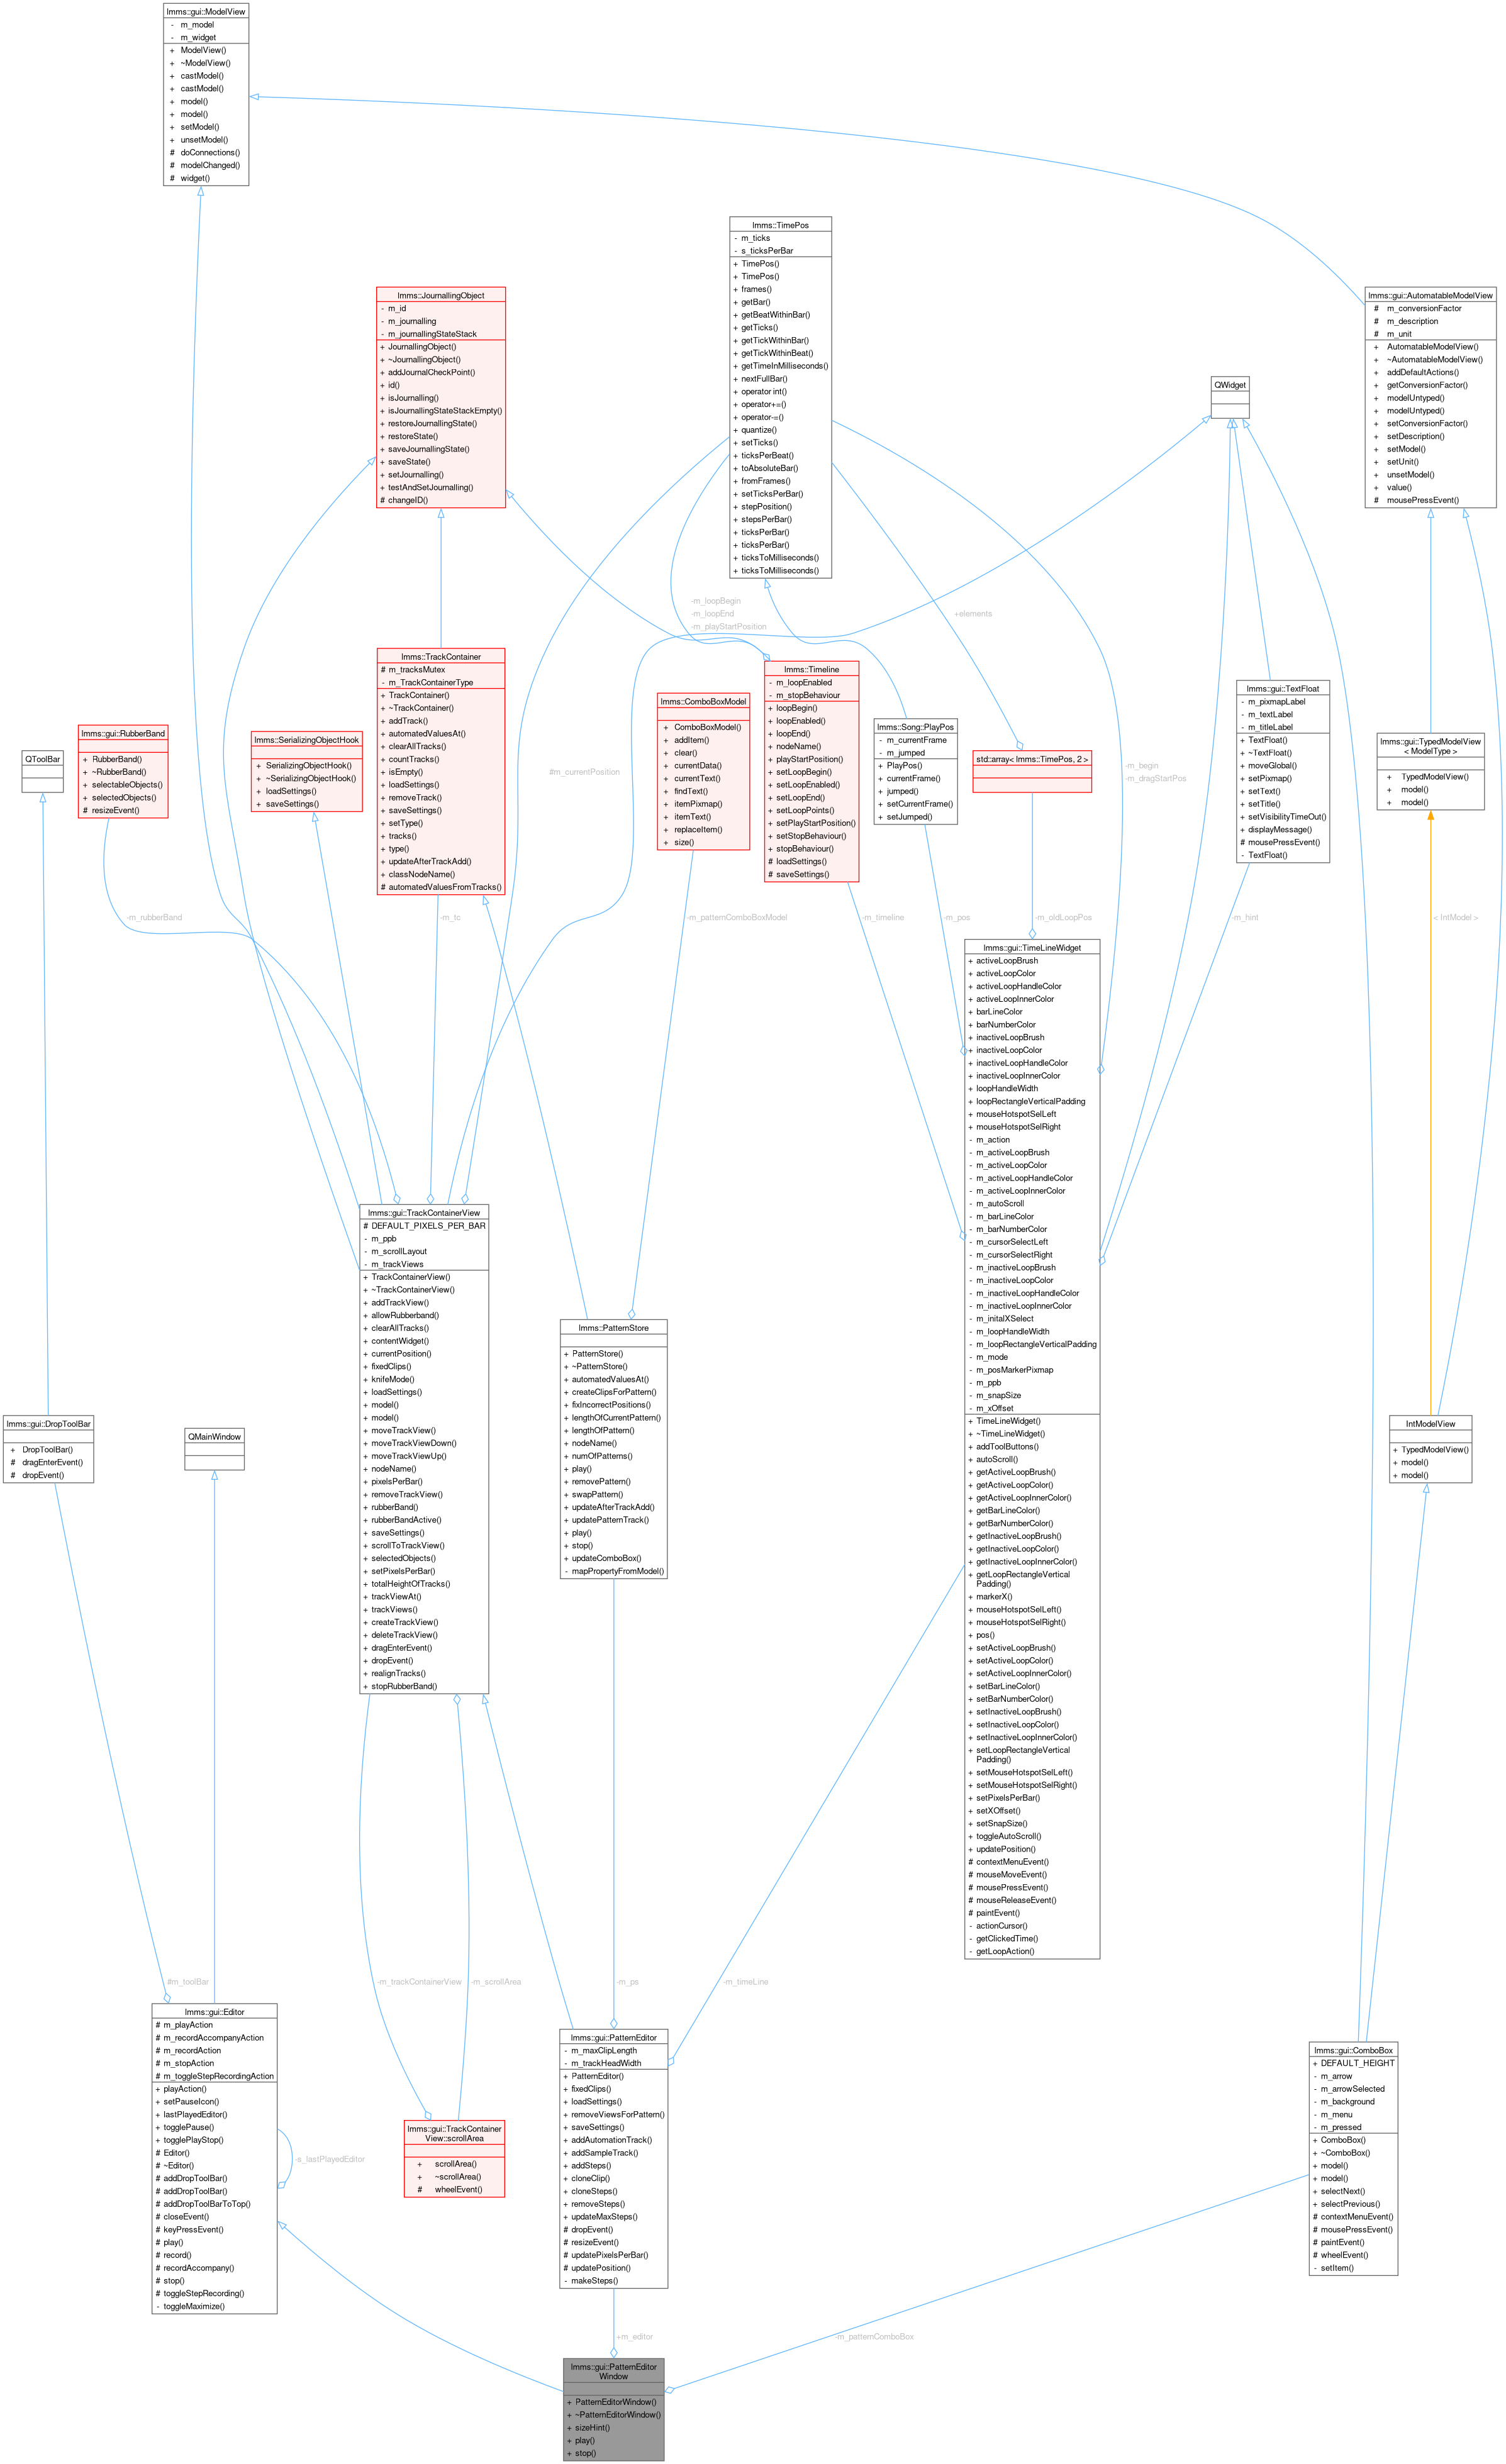 lmms::gui::ModelView
- m_model
- m_widget
+ ModelView()
+ ~ModelView()
+ castModel()
+ castModel()
+ model()
+ model()
+ setModel()
+ unsetModel()
# doConnections()
# modelChanged()
# widget()
lmms::TimePos
- m_ticks
- s_ticksPerBar
+ TimePos()
+ TimePos()
+ frames()
+ getBar()
+ getBeatWithinBar()
+ getTicks()
+ getTickWithinBar()
+ getTickWithinBeat()
+ getTimeInMilliseconds()
+ nextFullBar()
+ operator int()
+ operator+=()
+ operator-=()
+ quantize()
+ setTicks()
+ ticksPerBeat()
+ toAbsoluteBar()
+ fromFrames()
+ setTicksPerBar()
+ stepPosition()
+ stepsPerBar()
+ ticksPerBar()
+ ticksPerBar()
+ ticksToMilliseconds()
+ ticksToMilliseconds()
lmms::JournallingObject
- m_id
- m_journalling
- m_journallingStateStack
+ JournallingObject()
+ ~JournallingObject()
+ addJournalCheckPoint()
+ id()
+ isJournalling()
+ isJournallingStateStackEmpty()
+ restoreJournallingState()
+ restoreState()
+ saveJournallingState()
+ saveState()
+ setJournalling()
+ testAndSetJournalling()
# changeID()
lmms::gui::AutomatableModelView
# m_conversionFactor
# m_description
# m_unit
+ AutomatableModelView()
+ ~AutomatableModelView()
+ addDefaultActions()
+ getConversionFactor()
+ modelUntyped()
+ modelUntyped()
+ setConversionFactor()
+ setDescription()
+ setModel()
+ setUnit()
+ unsetModel()
+ value()
# mousePressEvent()
QWidget
-m_loopBegin
-m_loopEnd
-m_playStartPosition
+elements
lmms::TrackContainer
# m_tracksMutex
- m_TrackContainerType
+ TrackContainer()
+ ~TrackContainer()
+ addTrack()
+ automatedValuesAt()
+ clearAllTracks()
+ countTracks()
+ isEmpty()
+ loadSettings()
+ removeTrack()
+ saveSettings()
+ setType()
+ tracks()
+ type()
+ updateAfterTrackAdd()
+ classNodeName()
# automatedValuesFromTracks()
lmms::Timeline
- m_loopEnabled
- m_stopBehaviour
+ loopBegin()
+ loopEnabled()
+ loopEnd()
+ nodeName()
+ playStartPosition()
+ setLoopBegin()
+ setLoopEnabled()
+ setLoopEnd()
+ setLoopPoints()
+ setPlayStartPosition()
+ setStopBehaviour()
+ stopBehaviour()
# loadSettings()
# saveSettings()
lmms::gui::TextFloat
- m_pixmapLabel
- m_textLabel
- m_titleLabel
+ TextFloat()
+ ~TextFloat()
+ moveGlobal()
+ setPixmap()
+ setText()
+ setTitle()
+ setVisibilityTimeOut()
+ displayMessage()
# mousePressEvent()
- TextFloat()
lmms::ComboBoxModel
+ ComboBoxModel()
+ addItem()
+ clear()
+ currentData()
+ currentText()
+ findText()
+ itemPixmap()
+ itemText()
+ replaceItem()
+ size()
lmms::Song::PlayPos
- m_currentFrame
- m_jumped
+ PlayPos()
+ currentFrame()
+ jumped()
+ setCurrentFrame()
+ setJumped()
lmms::gui::RubberBand
+ RubberBand()
+ ~RubberBand()
+ selectableObjects()
+ selectedObjects()
# resizeEvent()
lmms::SerializingObjectHook
+ SerializingObjectHook()
+ ~SerializingObjectHook()
+ loadSettings()
+ saveSettings()
lmms::gui::TypedModelView
< ModelType >
+ TypedModelView()
+ model()
+ model()
QToolBar
std::array< lmms::TimePos, 2 >
#m_currentPosition
-m_begin
-m_dragStartPos
-m_rubberBand
-m_tc
-m_patternComboBoxModel
-m_timeline
-m_pos
-m_oldLoopPos
-m_hint
< IntModel >
lmms::gui::TimeLineWidget
+ activeLoopBrush
+ activeLoopColor
+ activeLoopHandleColor
+ activeLoopInnerColor
+ barLineColor
+ barNumberColor
+ inactiveLoopBrush
+ inactiveLoopColor
+ inactiveLoopHandleColor
+ inactiveLoopInnerColor
+ loopHandleWidth
+ loopRectangleVerticalPadding
+ mouseHotspotSelLeft
+ mouseHotspotSelRight
- m_action
- m_activeLoopBrush
- m_activeLoopColor
- m_activeLoopHandleColor
- m_activeLoopInnerColor
- m_autoScroll
- m_barLineColor
- m_barNumberColor
- m_cursorSelectLeft
- m_cursorSelectRight
- m_inactiveLoopBrush
- m_inactiveLoopColor
- m_inactiveLoopHandleColor
- m_inactiveLoopInnerColor
- m_initalXSelect
- m_loopHandleWidth
- m_loopRectangleVerticalPadding
- m_mode
- m_posMarkerPixmap
- m_ppb
- m_snapSize
- m_xOffset
+ TimeLineWidget()
+ ~TimeLineWidget()
+ addToolButtons()
+ autoScroll()
+ getActiveLoopBrush()
+ getActiveLoopColor()
+ getActiveLoopInnerColor()
+ getBarLineColor()
+ getBarNumberColor()
+ getInactiveLoopBrush()
+ getInactiveLoopColor()
+ getInactiveLoopInnerColor()
+ getLoopRectangleVertical
Padding()
+ markerX()
+ mouseHotspotSelLeft()
+ mouseHotspotSelRight()
+ pos()
+ setActiveLoopBrush()
+ setActiveLoopColor()
+ setActiveLoopInnerColor()
+ setBarLineColor()
+ setBarNumberColor()
+ setInactiveLoopBrush()
+ setInactiveLoopColor()
+ setInactiveLoopInnerColor()
+ setLoopRectangleVertical
Padding()
+ setMouseHotspotSelLeft()
+ setMouseHotspotSelRight()
+ setPixelsPerBar()
+ setXOffset()
+ setSnapSize()
+ toggleAutoScroll()
+ updatePosition()
# contextMenuEvent()
# mouseMoveEvent()
# mousePressEvent()
# mouseReleaseEvent()
# paintEvent()
- actionCursor()
- getClickedTime()
- getLoopAction()
lmms::gui::TrackContainerView
# DEFAULT_PIXELS_PER_BAR
- m_ppb
- m_scrollLayout
- m_trackViews
+ TrackContainerView()
+ ~TrackContainerView()
+ addTrackView()
+ allowRubberband()
+ clearAllTracks()
+ contentWidget()
+ currentPosition()
+ fixedClips()
+ knifeMode()
+ loadSettings()
+ model()
+ model()
+ moveTrackView()
+ moveTrackViewDown()
+ moveTrackViewUp()
+ nodeName()
+ pixelsPerBar()
+ removeTrackView()
+ rubberBand()
+ rubberBandActive()
+ saveSettings()
+ scrollToTrackView()
+ selectedObjects()
+ setPixelsPerBar()
+ totalHeightOfTracks()
+ trackViewAt()
+ trackViews()
+ createTrackView()
+ deleteTrackView()
+ dragEnterEvent()
+ dropEvent()
+ realignTracks()
+ stopRubberBand()
lmms::PatternStore
+ PatternStore()
+ ~PatternStore()
+ automatedValuesAt()
+ createClipsForPattern()
+ fixIncorrectPositions()
+ lengthOfCurrentPattern()
+ lengthOfPattern()
+ nodeName()
+ numOfPatterns()
+ play()
+ removePattern()
+ swapPattern()
+ updateAfterTrackAdd()
+ updatePatternTrack()
+ play()
+ stop()
+ updateComboBox()
- mapPropertyFromModel()
lmms::gui::DropToolBar
+ DropToolBar()
# dragEnterEvent()
# dropEvent()
QMainWindow
IntModelView
+ TypedModelView()
+ model()
+ model()
#m_toolBar
-m_trackContainerView
-m_scrollArea
-m_ps
-m_timeLine
lmms::gui::Editor
# m_playAction
# m_recordAccompanyAction
# m_recordAction
# m_stopAction
# m_toggleStepRecordingAction
+ playAction()
+ setPauseIcon()
+ lastPlayedEditor()
+ togglePause()
+ togglePlayStop()
# Editor()
# ~Editor()
# addDropToolBar()
# addDropToolBar()
# addDropToolBarToTop()
# closeEvent()
# keyPressEvent()
# play()
# record()
# recordAccompany()
# stop()
# toggleStepRecording()
- toggleMaximize()
-s_lastPlayedEditor
lmms::gui::TrackContainer
View::scrollArea
+ scrollArea()
+ ~scrollArea()
# wheelEvent()
lmms::gui::PatternEditor
- m_maxClipLength
- m_trackHeadWidth
+ PatternEditor()
+ fixedClips()
+ loadSettings()
+ removeViewsForPattern()
+ saveSettings()
+ addAutomationTrack()
+ addSampleTrack()
+ addSteps()
+ cloneClip()
+ cloneSteps()
+ removeSteps()
+ updateMaxSteps()
# dropEvent()
# resizeEvent()
# updatePixelsPerBar()
# updatePosition()
- makeSteps()
lmms::gui::ComboBox
+ DEFAULT_HEIGHT
- m_arrow
- m_arrowSelected
- m_background
- m_menu
- m_pressed
+ ComboBox()
+ ~ComboBox()
+ model()
+ model()
+ selectNext()
+ selectPrevious()
# contextMenuEvent()
# mousePressEvent()
# paintEvent()
# wheelEvent()
- setItem()
+m_editor
-m_patternComboBox
lmms::gui::PatternEditor
Window
+ PatternEditorWindow()
+ ~PatternEditorWindow()
+ sizeHint()
+ play()
+ stop()